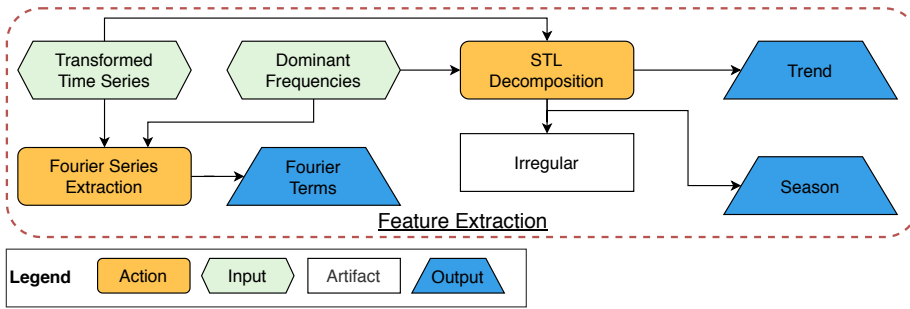 Transformed
Time Series
Dominant
Frequencies
STL
Decomposition
Trend
Fourier Series
Extraction
Fourier
Terms
Irregular
Season
Feature Extraction
Legend
Action
Input
Artifact
Output